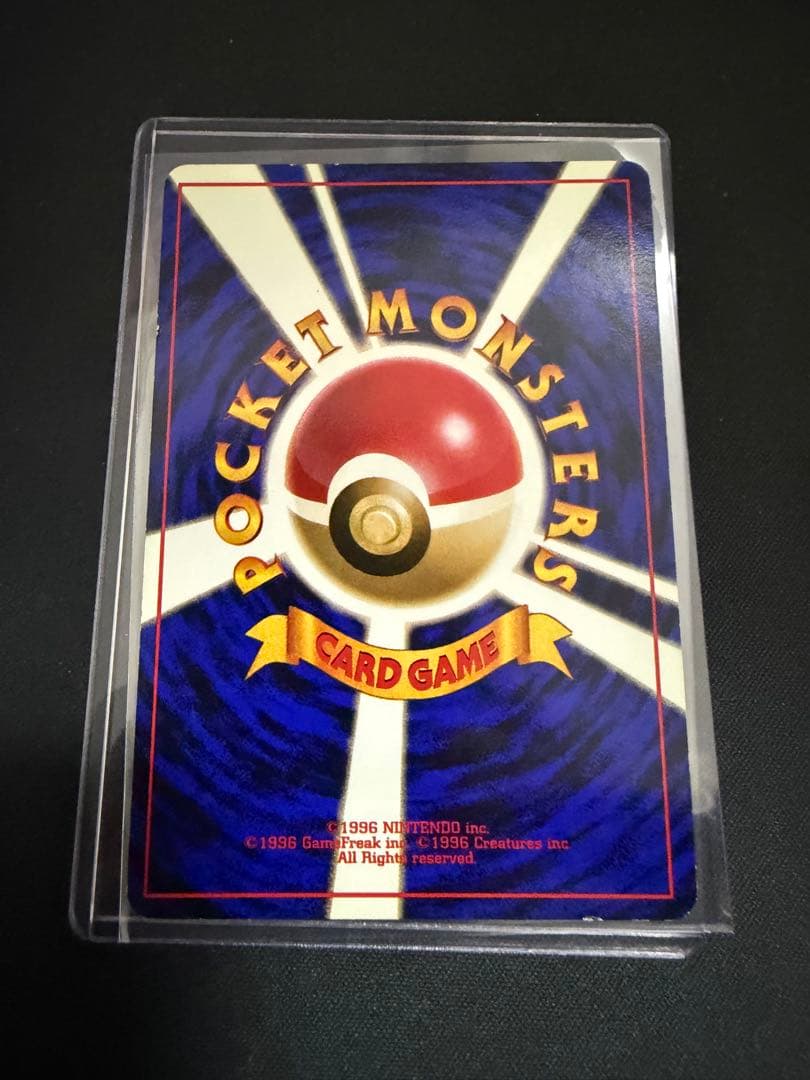 POCKET MONSTERS
CARD GAME
©1996 NINTENDO inc.
©1996 GameFreak inc. ©1996 Creatures inc.
All Rights reserved.